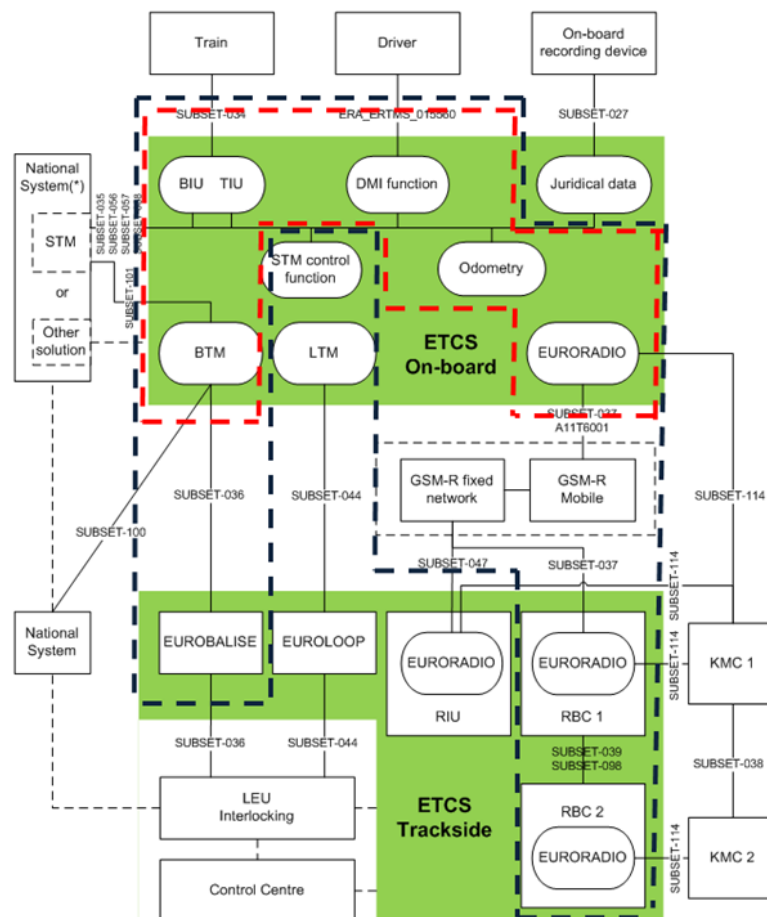 Train
Driver
On-board
recording device
SUBSET-034
ERA_ERTMS_015560
SUBSET-027
National
System(*)
STM
or
Other
solution
SUBSET-035
SUBSET-056
SUBSET-057
SUBSET-101
BIU TIU
DMI function
Juridical data
STM control
function
Odometry
BTM
LTM
ETCS
On-board
EURORADIO
SUBSET-037
A11T6001
GSM-R fixed
network
GSM-R
Mobile
SUBSET-036
SUBSET-044
SUBSET-114
SUBSET-100
SUBSET-047
SUBSET-037
SUBSET-114
National
System
EUROBALISE
EUROLOOP
EURORADIO
RIU
EURORADIO
RBC 1
SUBSET-114
KMC 1
SUBSET-036
SUBSET-044
SUBSET-039
SUBSET-098
SUBSET-038
LEU
Interlocking
ETCS
Trackside
RBC 2
EURORADIO
SUBSET-114
KMC 2
Control Centre